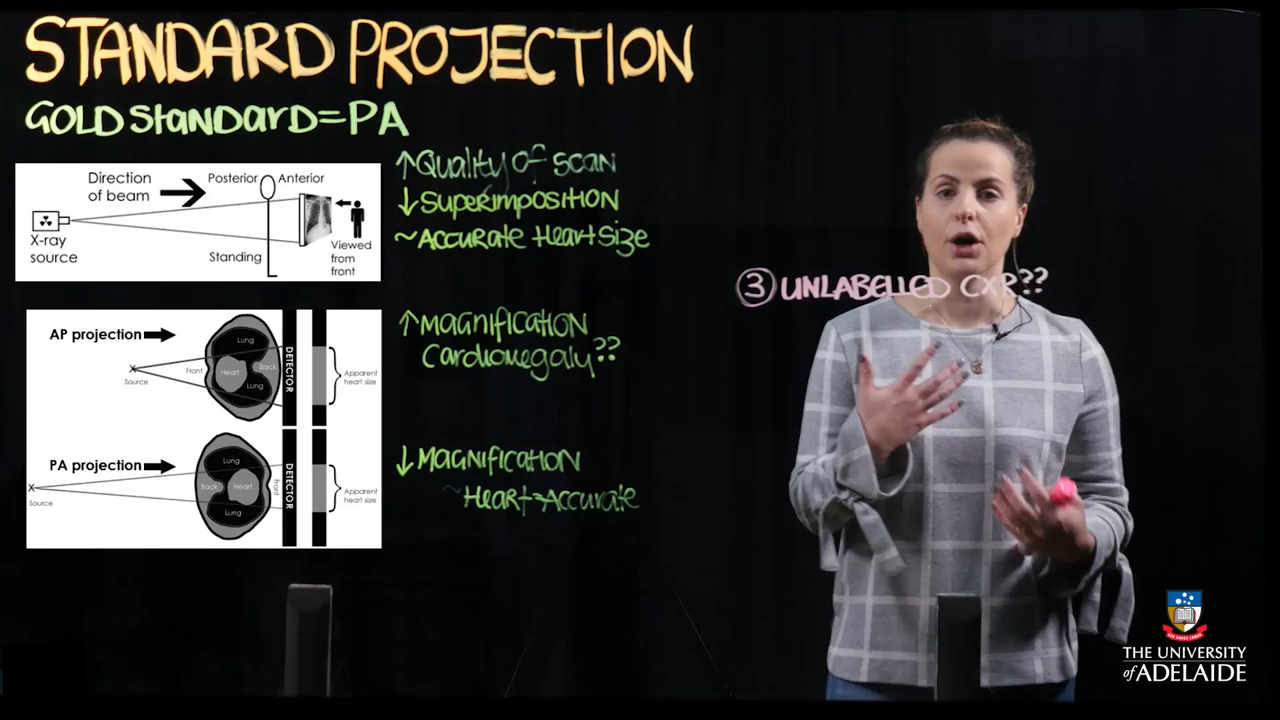 STANDARD PROJECTION
GOLD STANDARD = PA
Direction of beam
Posterior
Anterior
X-ray source
Standing
Viewed from front
↑ Quality of scan
↓ Superimposition
~ Accurate Heart Size
③ UNLABELLED CXR??
AP projection
Source
Front
Lung
Heart
Back
Lung
DETECTOR
Apparent heart size
↑ Magnification
Cardiomegaly??
PA projection
Source
Lung
Back
Heart
Front
Lung
DETECTOR
Apparent heart size
↓ Magnification
~ Heart = Accurate
THE UNIVERSITY
of ADELAIDE